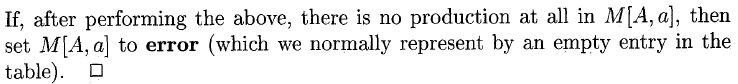 If, after performing the above, there is no production at all in M[A, a], then
set M[A, a] to error (which we normally represent by an empty entry in the
table). □